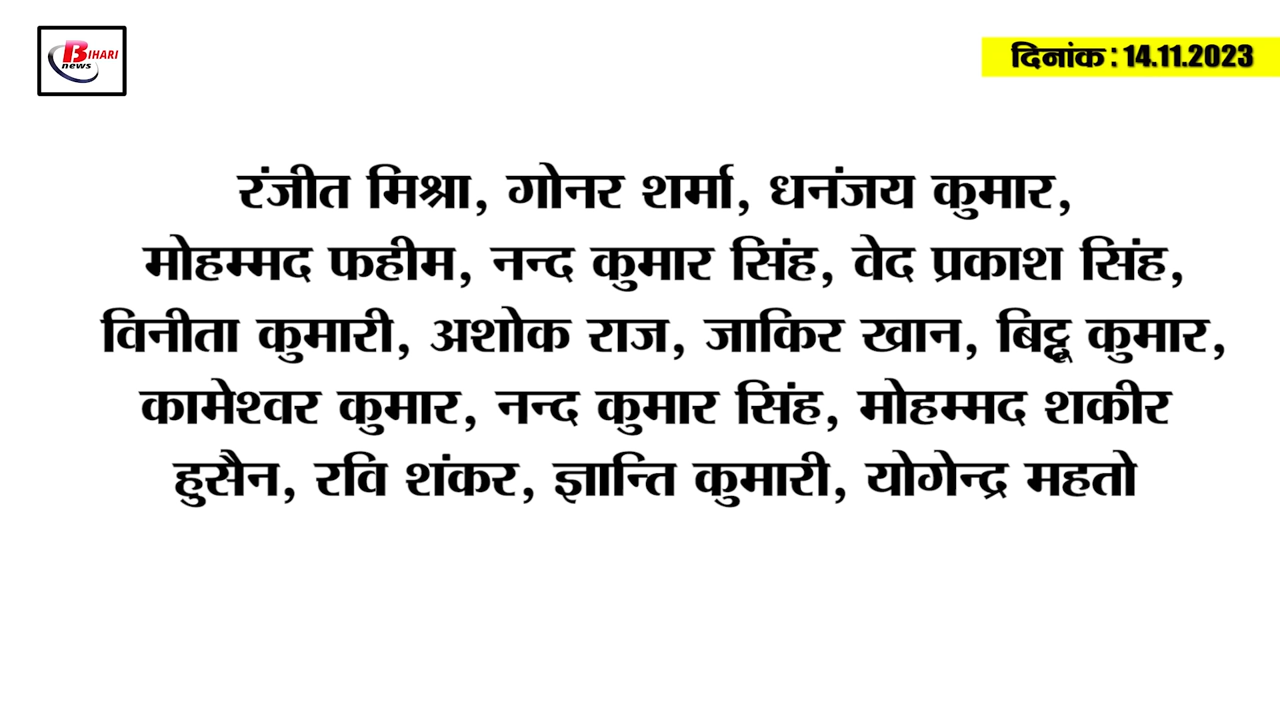 BIHARI
news
दिनांक : 14.11.2023
रंजीत मिश्रा, गोनर शर्मा, धनंजय कुमार,
मोहम्मद फहीम, नन्द कुमार सिंह, वेद प्रकाश सिंह,
विनीता कुमारी, अशोक राज, जाकिर खान, बिट्टू कुमार,
कामेश्वर कुमार, नन्द कुमार सिंह, मोहम्मद शकीर
हुसैन, रवि शंकर, ज्ञान्ति कुमारी, योगेन्द्र महतो